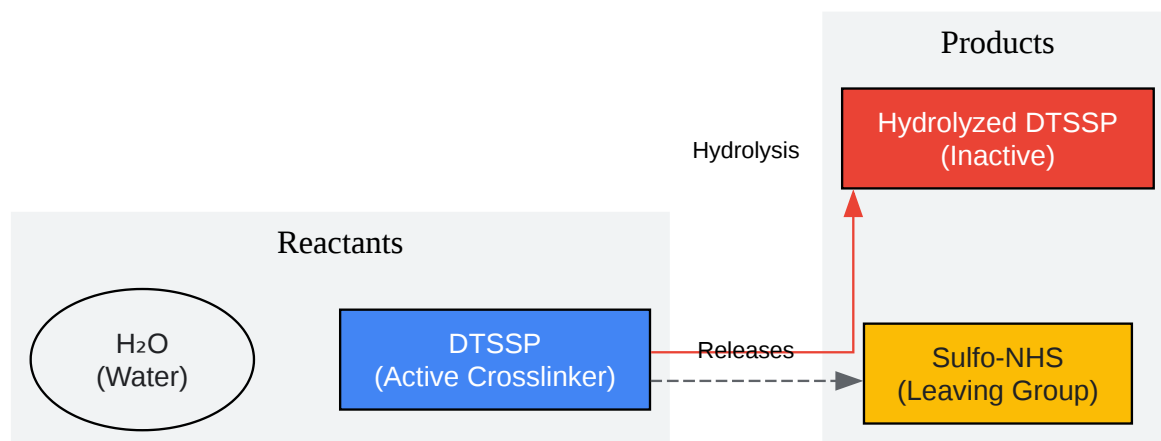 Products
Hydrolyzed DTSSP
(Inactive)
Hydrolysis
Reactants
H₂O
(Water)
DTSSP
(Active Crosslinker)
Releases
Sulfo-NHS
(Leaving Group)